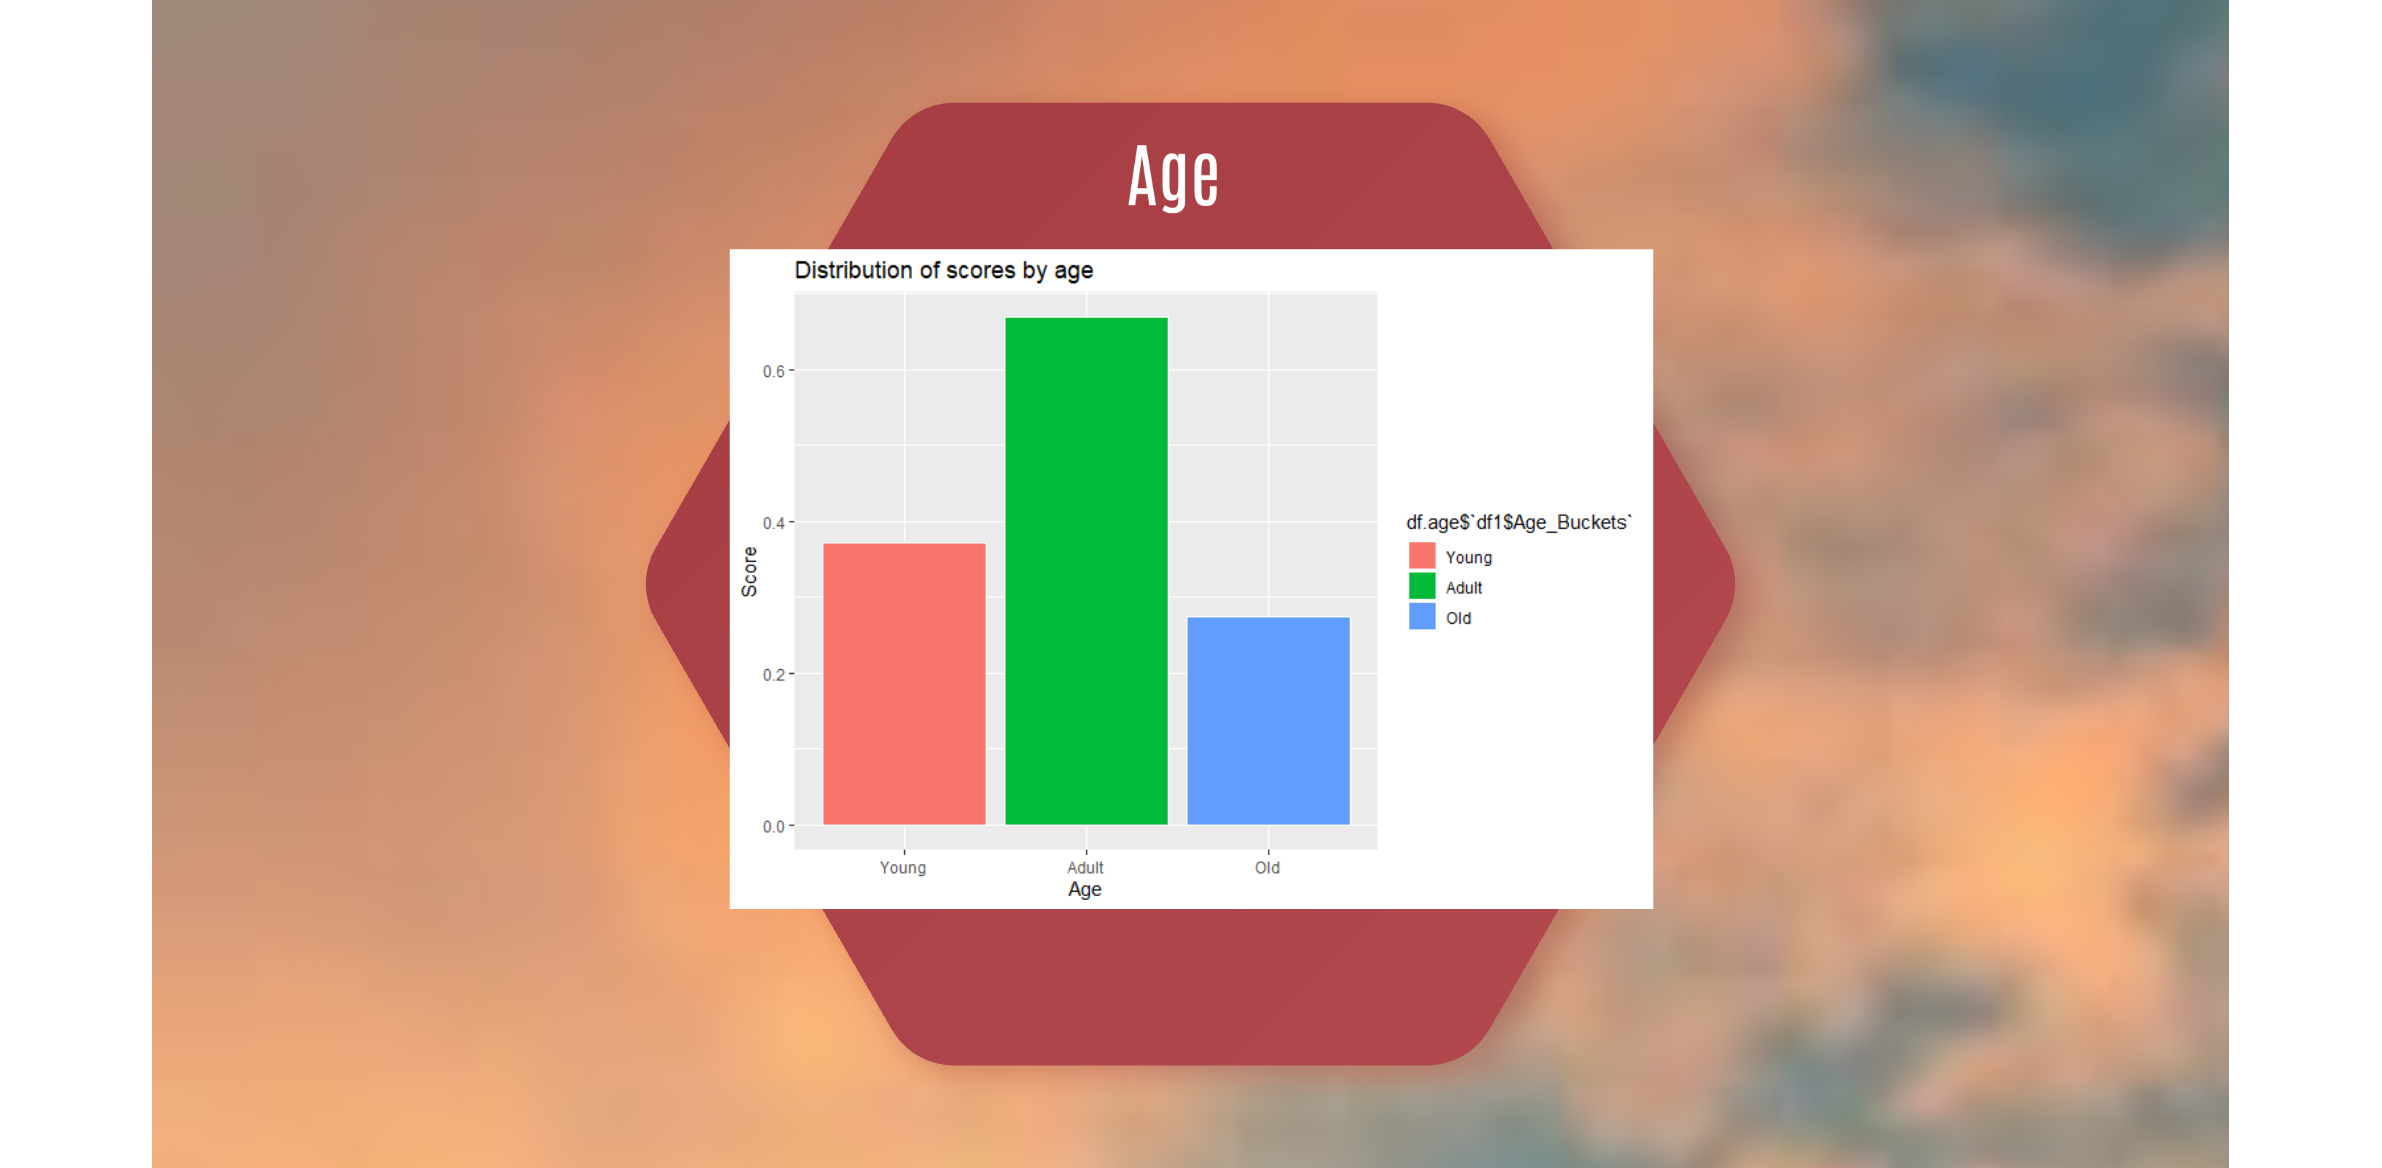 Age
Distribution of scores by age
0.6
0.4
0.2
0.0
Score
Young Adult Old
Age
df.age$`df1$Age_Buckets`
Young
Adult
Old